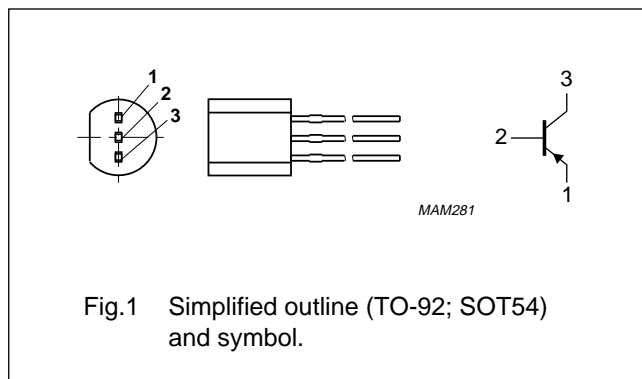 1
2
3
3
2
1
MAM281
Fig.1 Simplified outline (TO-92; SOT54)
and symbol.